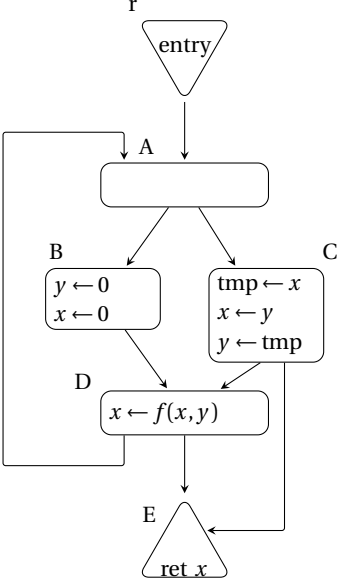 r
entry
A
B
C
y ← 0
x ← 0
tmp ← x
x ← y
y ← tmp
D
x ← f(x, y)
E
ret x